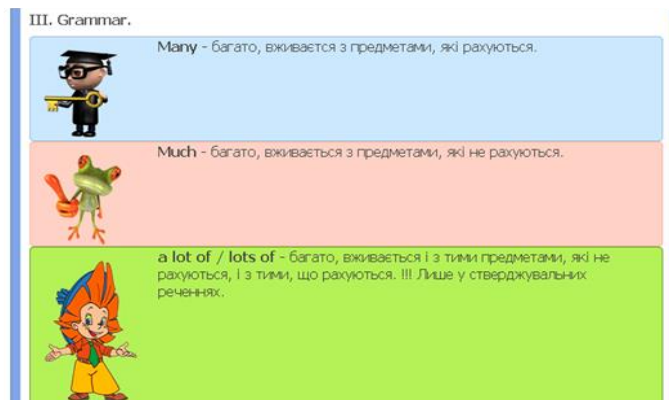 III. Grammar.
Many - багато, вживаєтся з предметами, які рахуються.
Much - багато, вживається з предметами, які не рахуються.
a lot of / lots of - багато, вживається і з тими предметами, які не
рахуються, і з тими, що рахуються. !!! Лише у стверджувальних
реченнях.